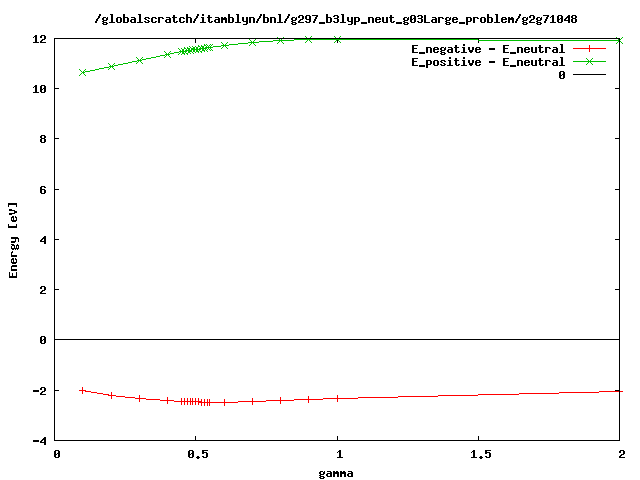 /globalscratch/itamblyn/bnl/g297_b3lyp_neut_g03Large_problem/g2g71048
E_negative - E_neutral
E_positive - E_neutral
0
12
10
8
6
4
2
0
-2
-4
Energy [eV]
0 0.5 1 1.5 2
gamma